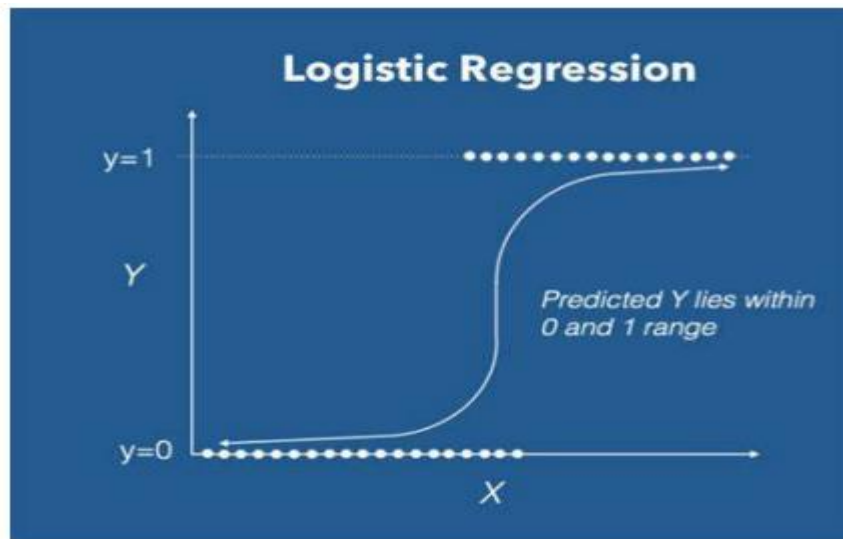 Logistic Regression
y=1
Y
Predicted Y lies within
0 and 1 range
y=0
X